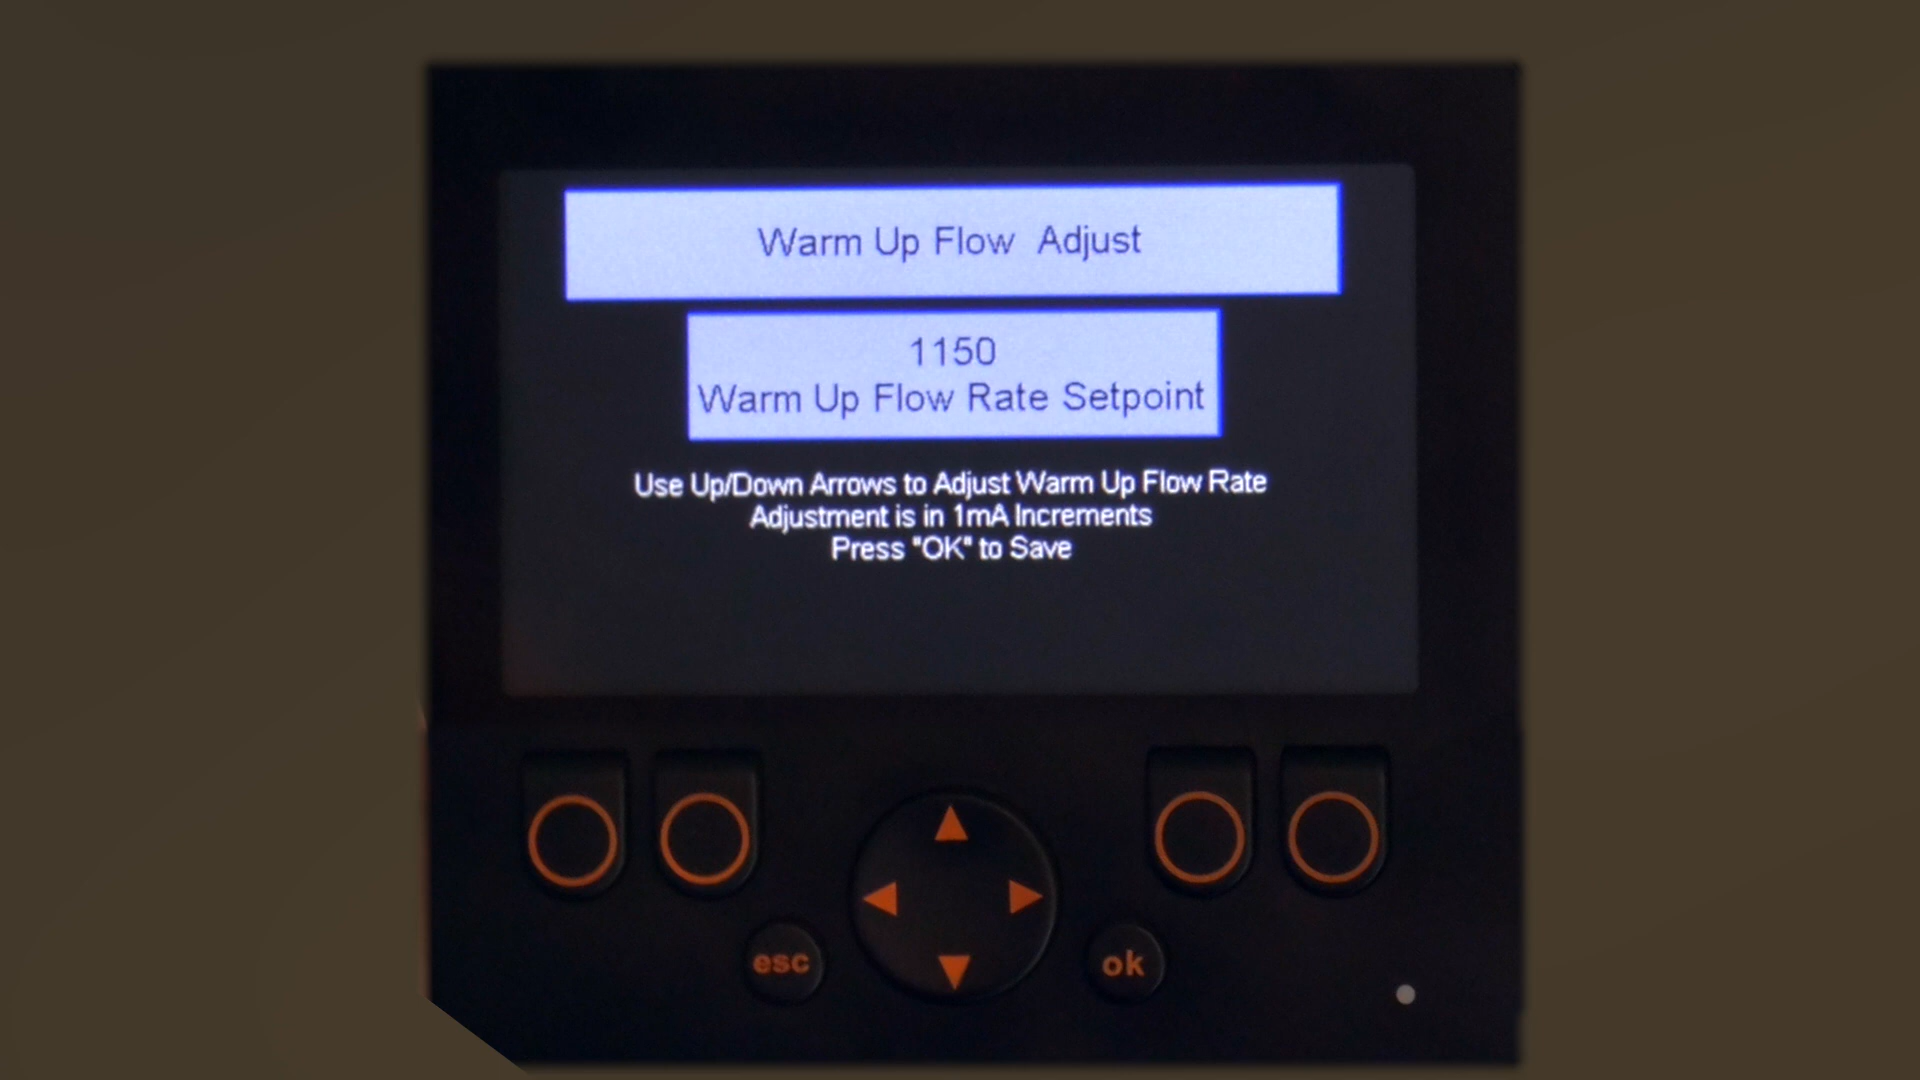 Warm Up Flow Adjust
1150
Warm Up Flow Rate Setpoint
Use Up/Down Arrows to Adjust Warm Up Flow Rate
Adjustment is in 1mA Increments
Press "OK" to Save
esc
ok